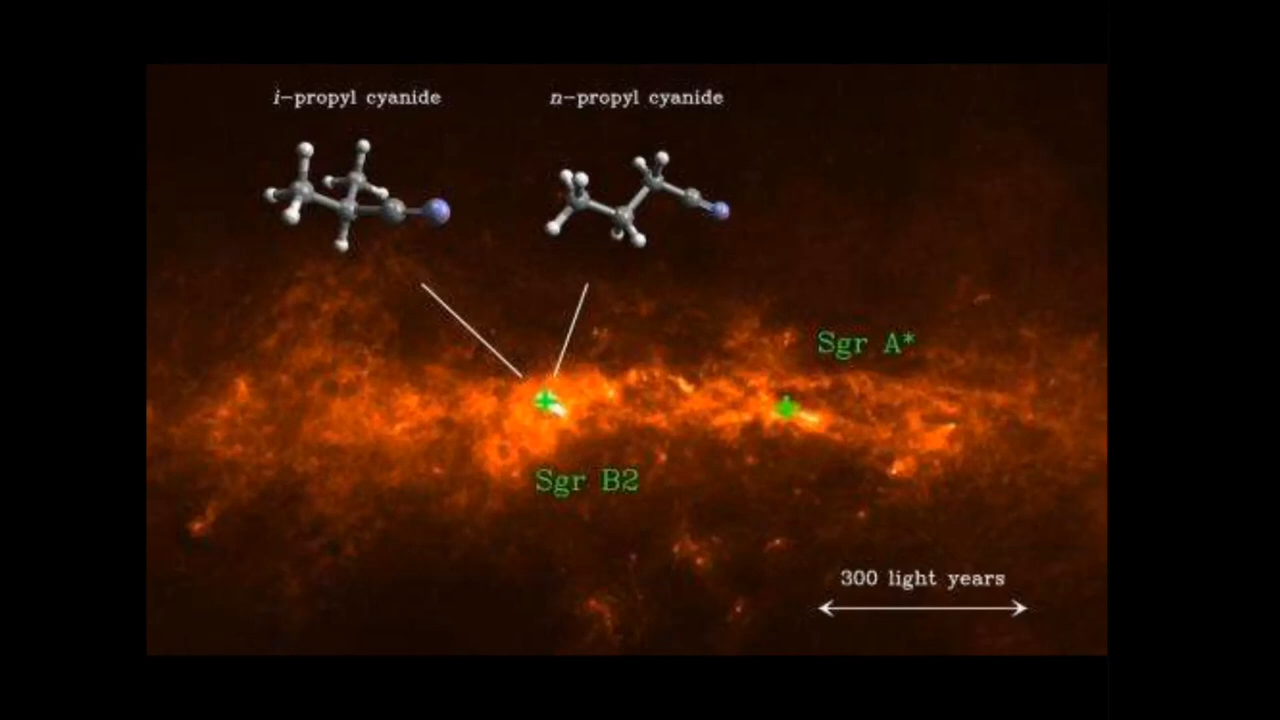 i-propyl cyanide
n-propyl cyanide
Sgr A*
Sgr B2
300 light years